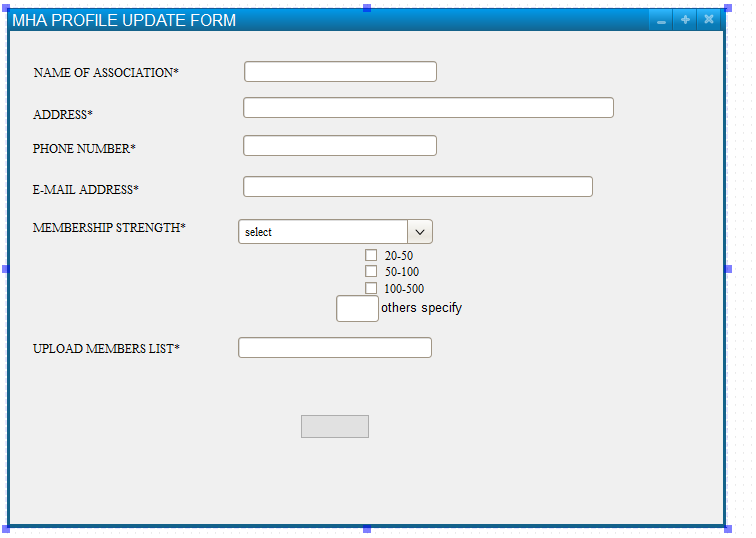 MHA PROFILE UPDATE FORM
NAME OF ASSOCIATION*
ADDRESS*
PHONE NUMBER*
E-MAIL ADDRESS*
MEMBERSHIP STRENGTH*
select
20-50
50-100
100-500
others specify
UPLOAD MEMBERS LIST*